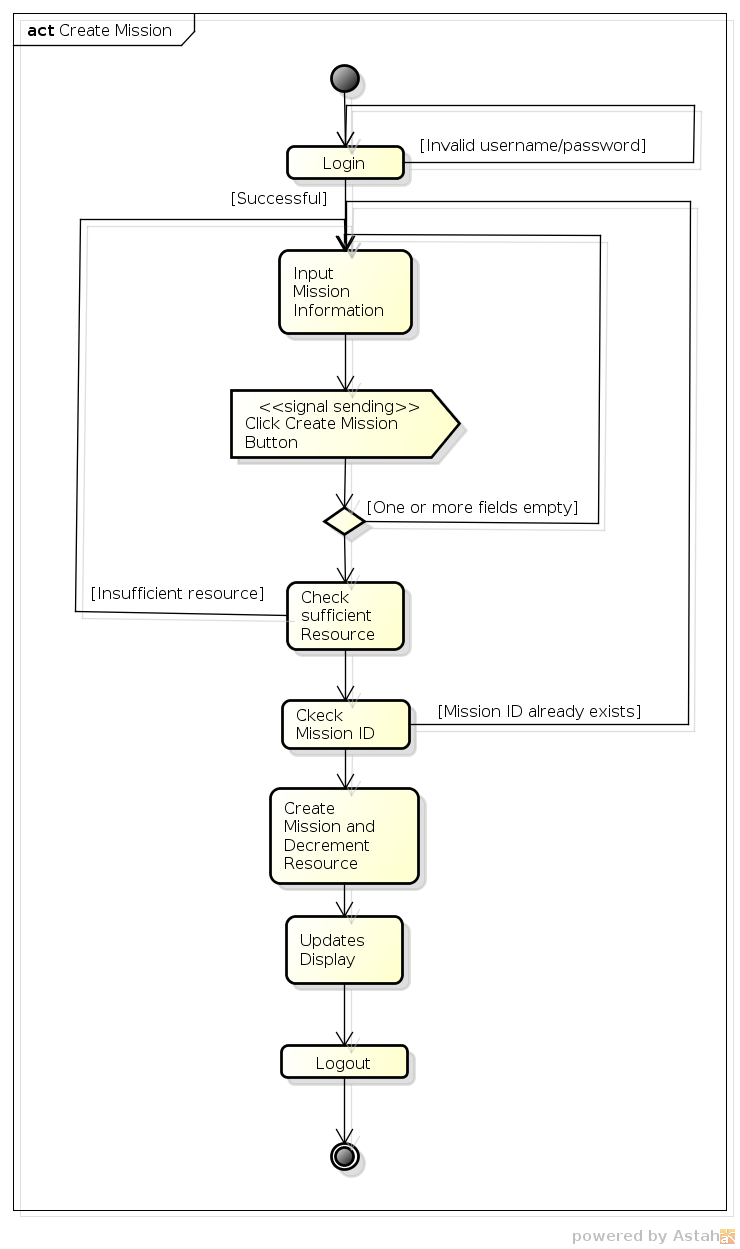 act Create Mission
Login
[Invalid username/password]
[Successful]
Input
Mission
Information
<<signal sending>>
Click Create Mission
Button
[One or more fields empty]
[Insufficient resource]
Check
sufficient
Resource
Ckeck
Mission ID
[Mission ID already exists]
Create
Mission and
Decrement
Resource
Updates
Display
Logout
powered by Astah